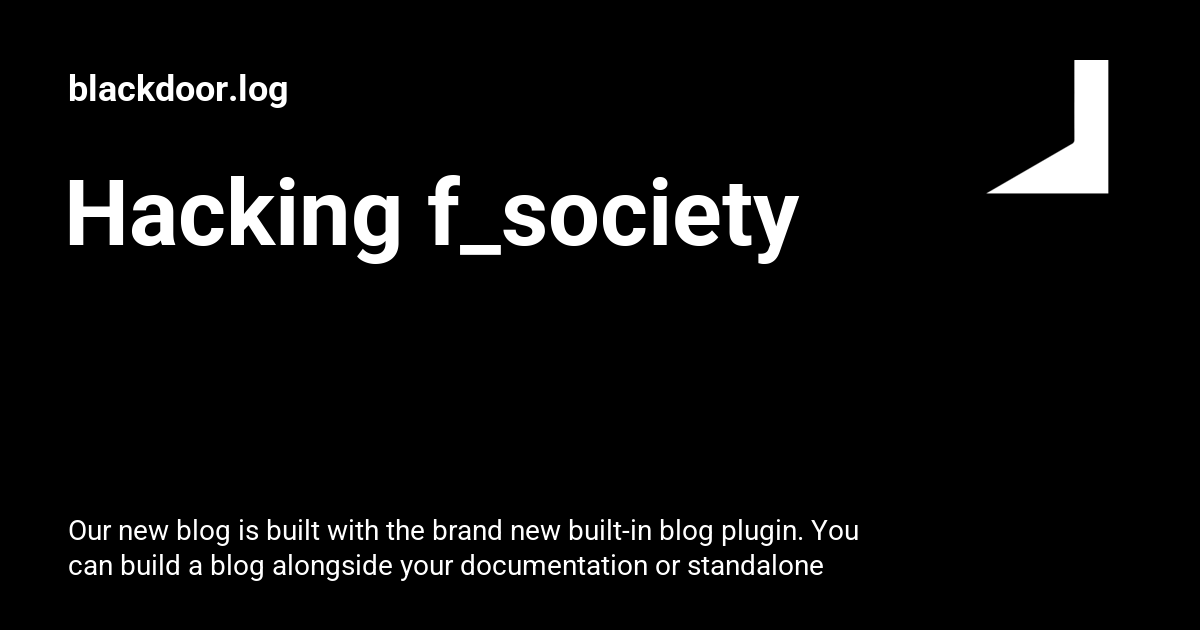 blackdoor.log
Hacking f_society
Our new blog is built with the brand new built-in blog plugin. You
can build a blog alongside your documentation or standalone